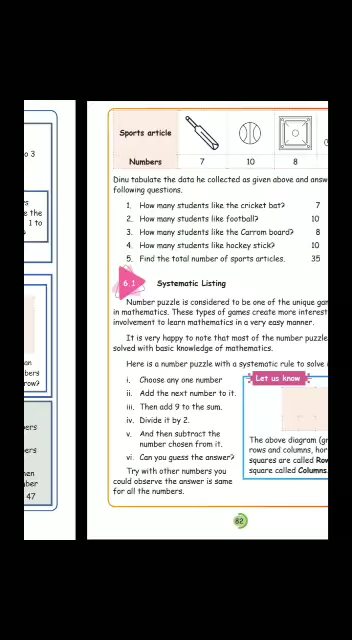 o 3
rs
e the
1 to
?
an
bers
row?
bers
ers
hen
mber
47
Sports article
Numbers 7 10 8
Dinu tabulate the data he collected as given above and answ
following questions.
1. How many students like the cricket bat? 7
2. How many students like football? 10
3. How many students like the Carrom board? 8
4. How many students like hockey stick? 10
5. Find the total number of sports articles. 35
6.1 Systematic Listing
Number puzzle is considered to be one of the unique gam
in mathematics. These types of games create more interest
involvement to learn mathematics in a very easy manner.
It is very happy to note that most of the number puzzle
solved with basic knowledge of mathematics.
Here is a number puzzle with a systematic rule to solve i
i. Choose any one number
ii. Add the next number to it.
iii. Then add 9 to the sum.
iv. Divide it by 2.
v. And then subtract the
number chosen from it.
vi. Can you guess the answer?
Try with other numbers you
could observe the answer is same
for all the numbers.
Let us know
The above diagram (gr
rows and columns, hor
squares are called Row
square called Columns.
82